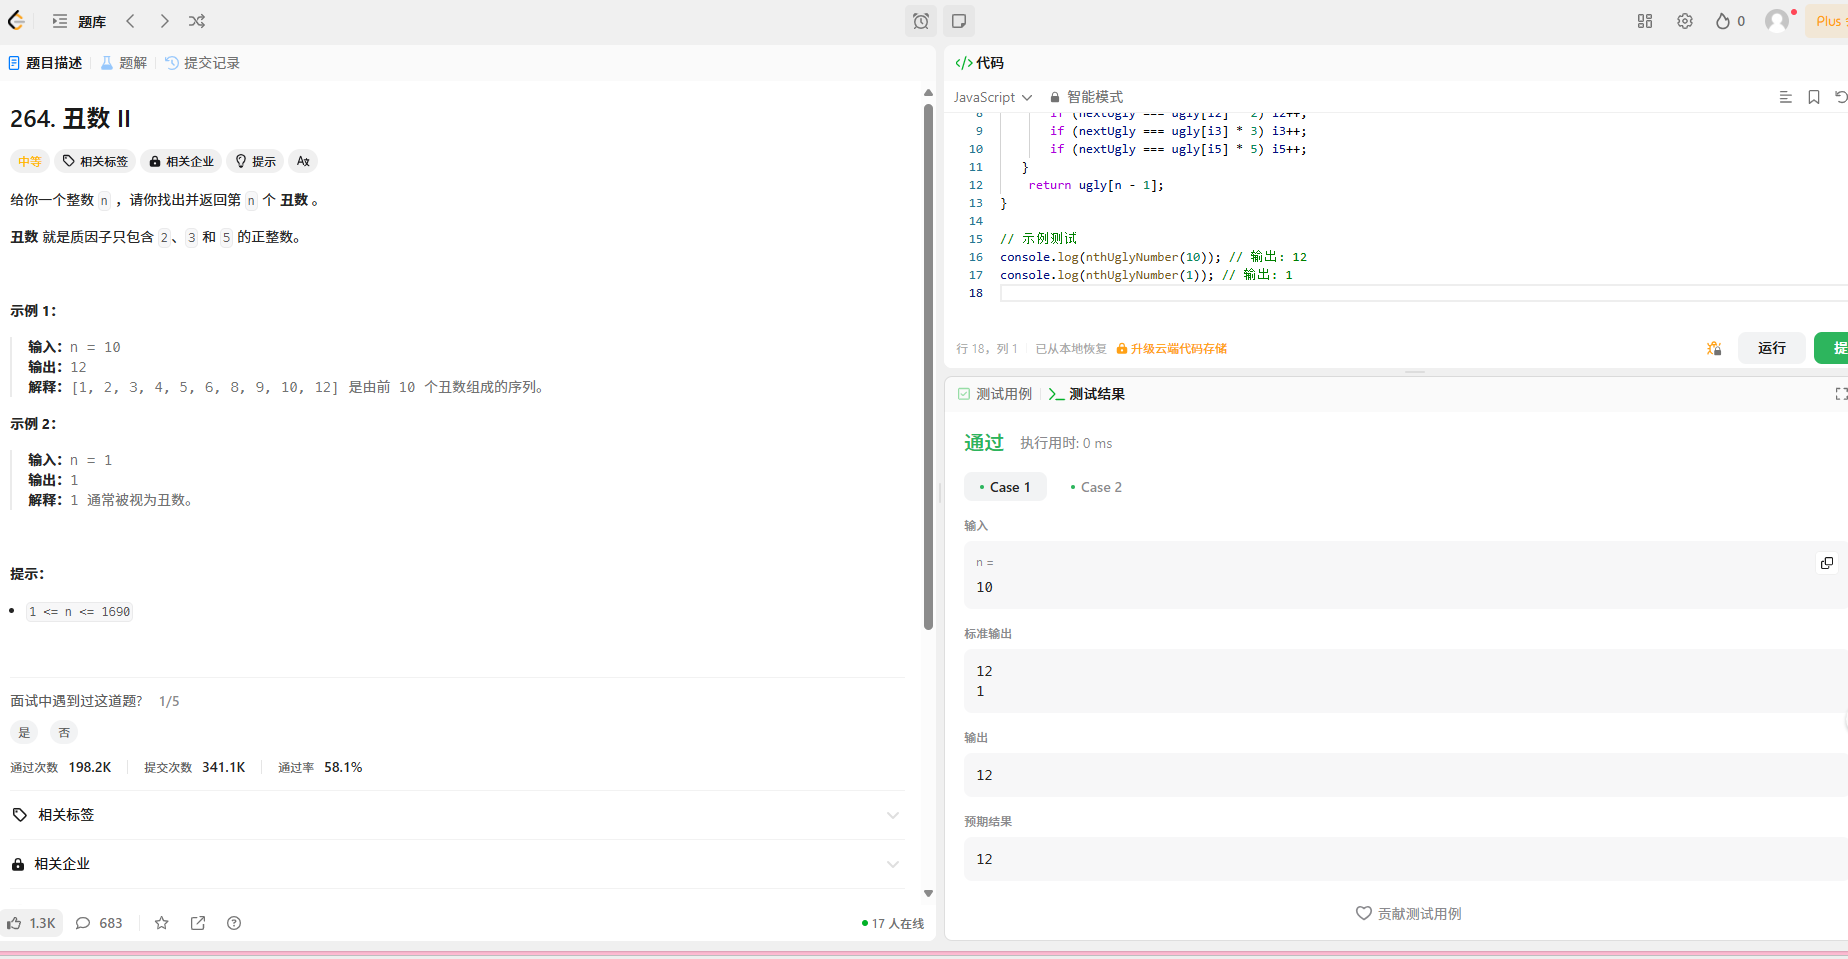 题库
0
Plus
题目描述
题解
提交记录
264. 丑数 II
中等
相关标签
相关企业
提示
给你一个整数 n ，请你找出并返回第 n 个 丑数 。
丑数 就是质因子只包含 2、3 和 5 的正整数。
示例 1：
输入：n = 10
输出：12
解释：[1, 2, 3, 4, 5, 6, 8, 9, 10, 12] 是由前 10 个丑数组成的序列。
示例 2：
输入：n = 1
输出：1
解释：1 通常被视为丑数。
提示：
1 <= n <= 1690
面试中遇到过这道题? 1/5
是
否
通过次数 198.2K
提交次数 341.1K
通过率 58.1%
相关标签
相关企业
1.3K
683
17 人在线
</> 代码
JavaScript
智能模式
8 if (nextUgly === ugly[i2] * 2) i2++;
9 if (nextUgly === ugly[i3] * 3) i3++;
10 if (nextUgly === ugly[i5] * 5) i5++;
11 }
12 return ugly[n - 1];
13 }
14
15 // 示例测试
16 console.log(nthUglyNumber(10)); // 输出: 12
17 console.log(nthUglyNumber(1)); // 输出: 1
18
行 18，列 1
已从本地恢复
升级云端代码存储
运行
提
测试用例
测试结果
通过
执行用时: 0 ms
Case 1
Case 2
输入
n =
10
标准输出
12
1
输出
12
预期结果
12
贡献测试用例